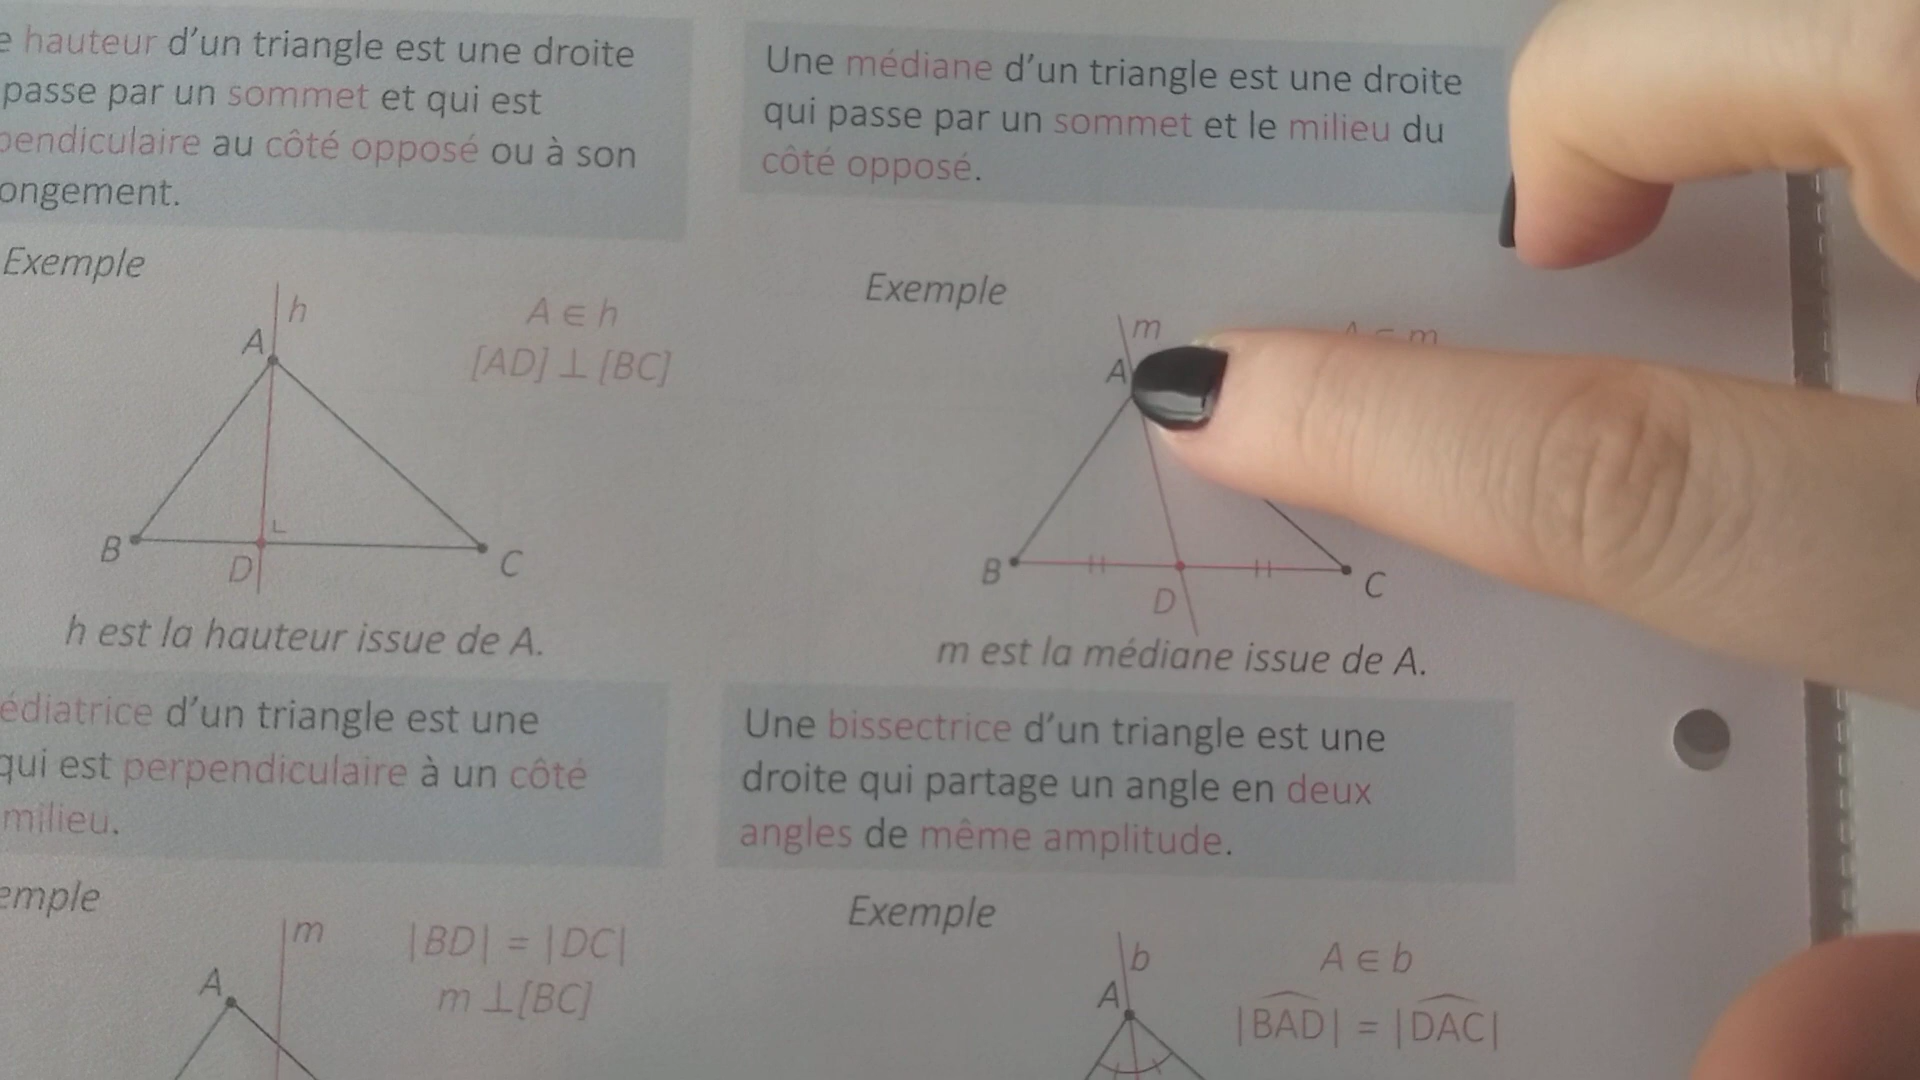 hauteur d'un triangle est une droite
passe par un sommet et qui est
au côté opposé ou à son
Exemple
h
A
A ∈ h
[AD] ⊥ [BC]
B
D
C
h est la hauteur issue de A.
Une médiane d'un triangle est une droite
qui passe par un sommet et le milieu du
côté opposé.
Exemple
m
A
m
B
D
C
m est la médiane issue de A.
d'un triangle est une
qui est perpendiculaire à un côté
milieu.
m
A
|BD| = |DC|
m ⊥ [BC]
Une bissectrice d'un triangle est une
droite qui partage un angle en deux
angles de même amplitude.
Exemple
b
A
A ∈ b
|BAD| = |DAC|